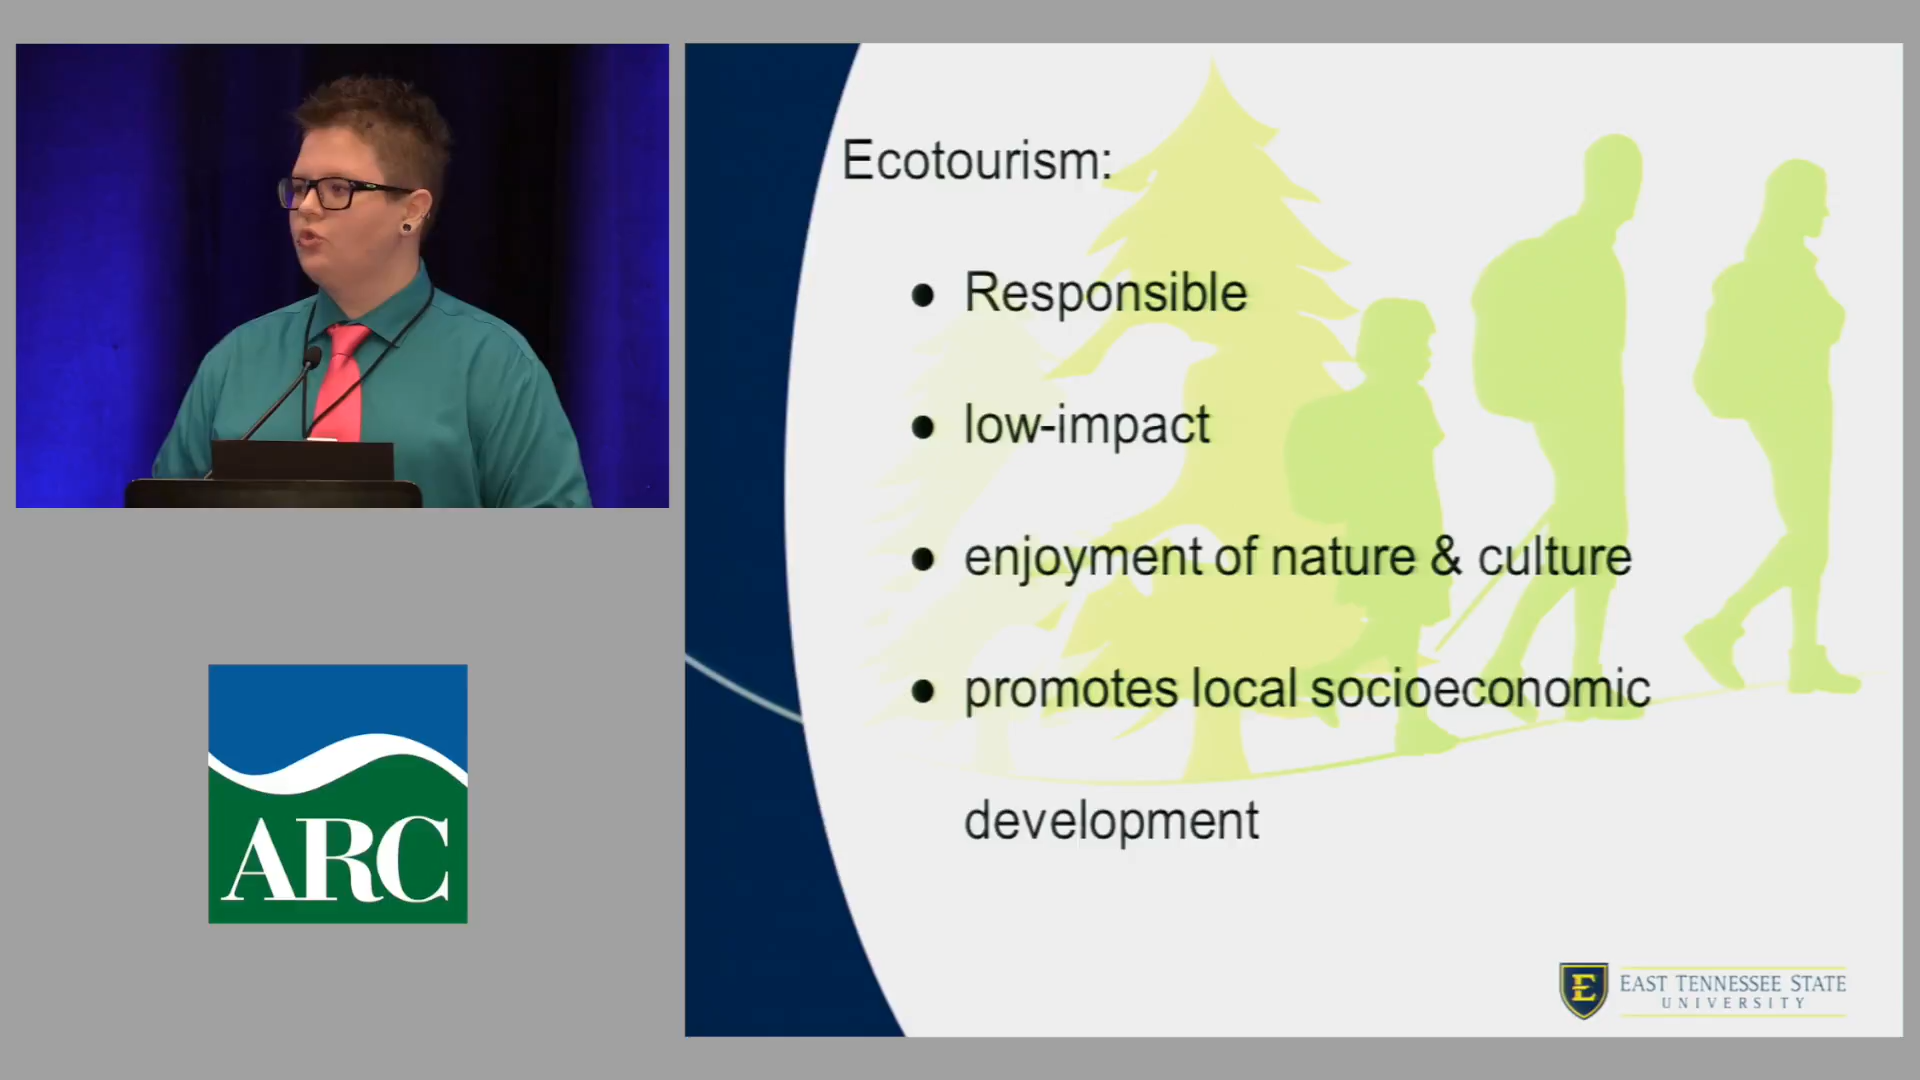 Ecotourism:
● Responsible
● low-impact
● enjoyment of nature & culture
● promotes local socioeconomic
development
ARC
E
EAST TENNESSEE STATE
UNIVERSITY